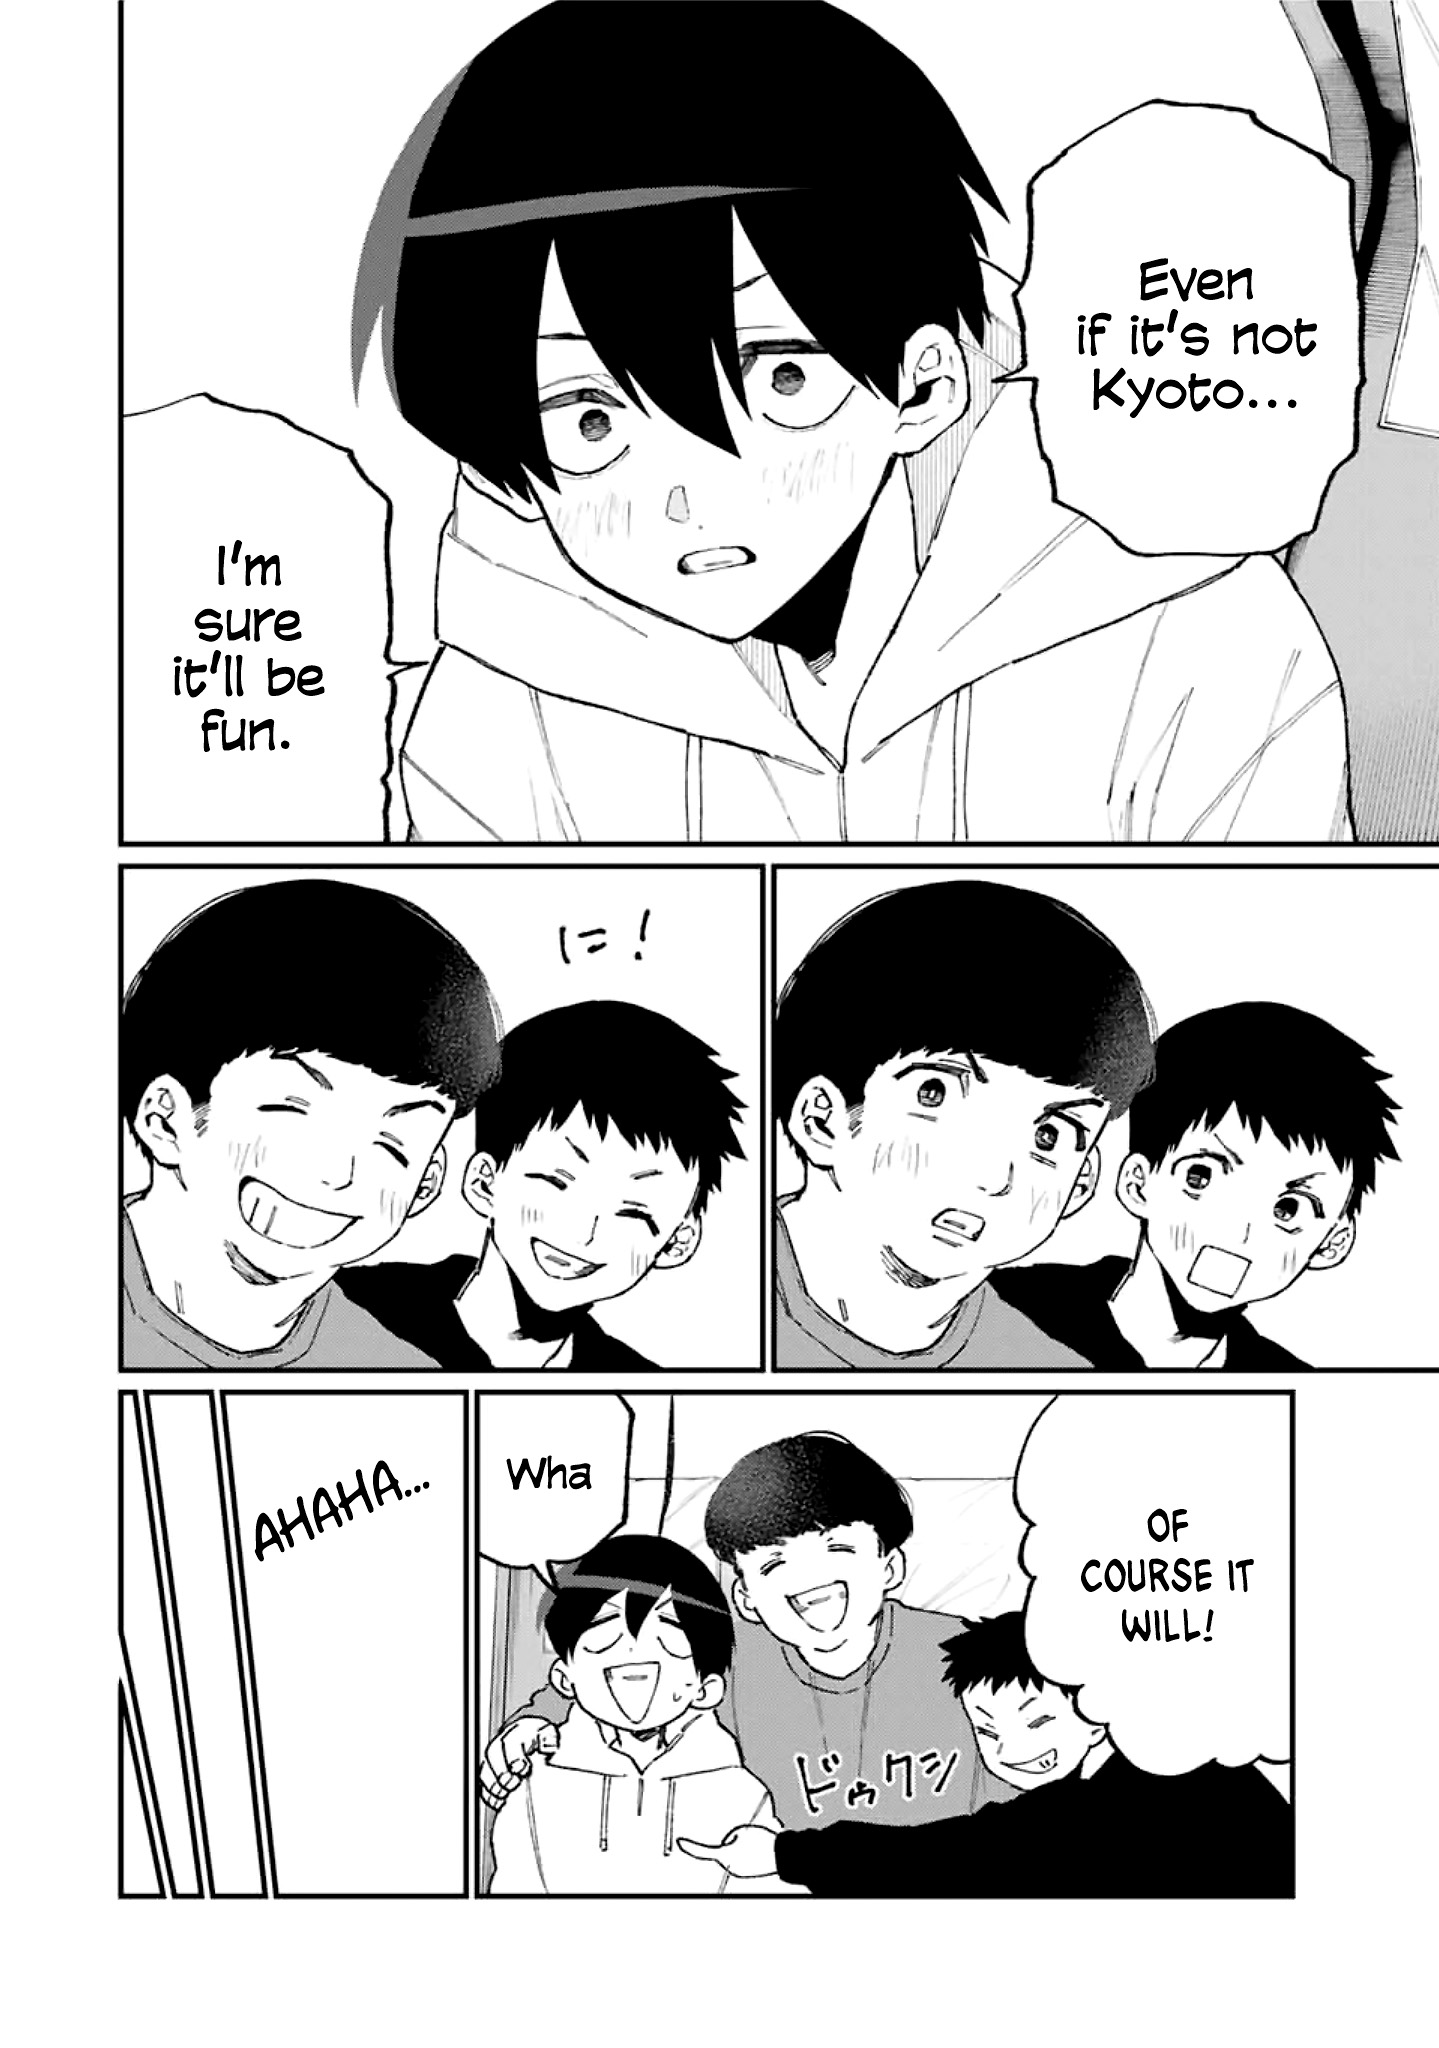 Even
if it's not
Kyoto...
I'm
sure
it'll be
fun.
に!
OF
COURSE IT
WILL!
Wha
ドゥクシ
AHAHA...